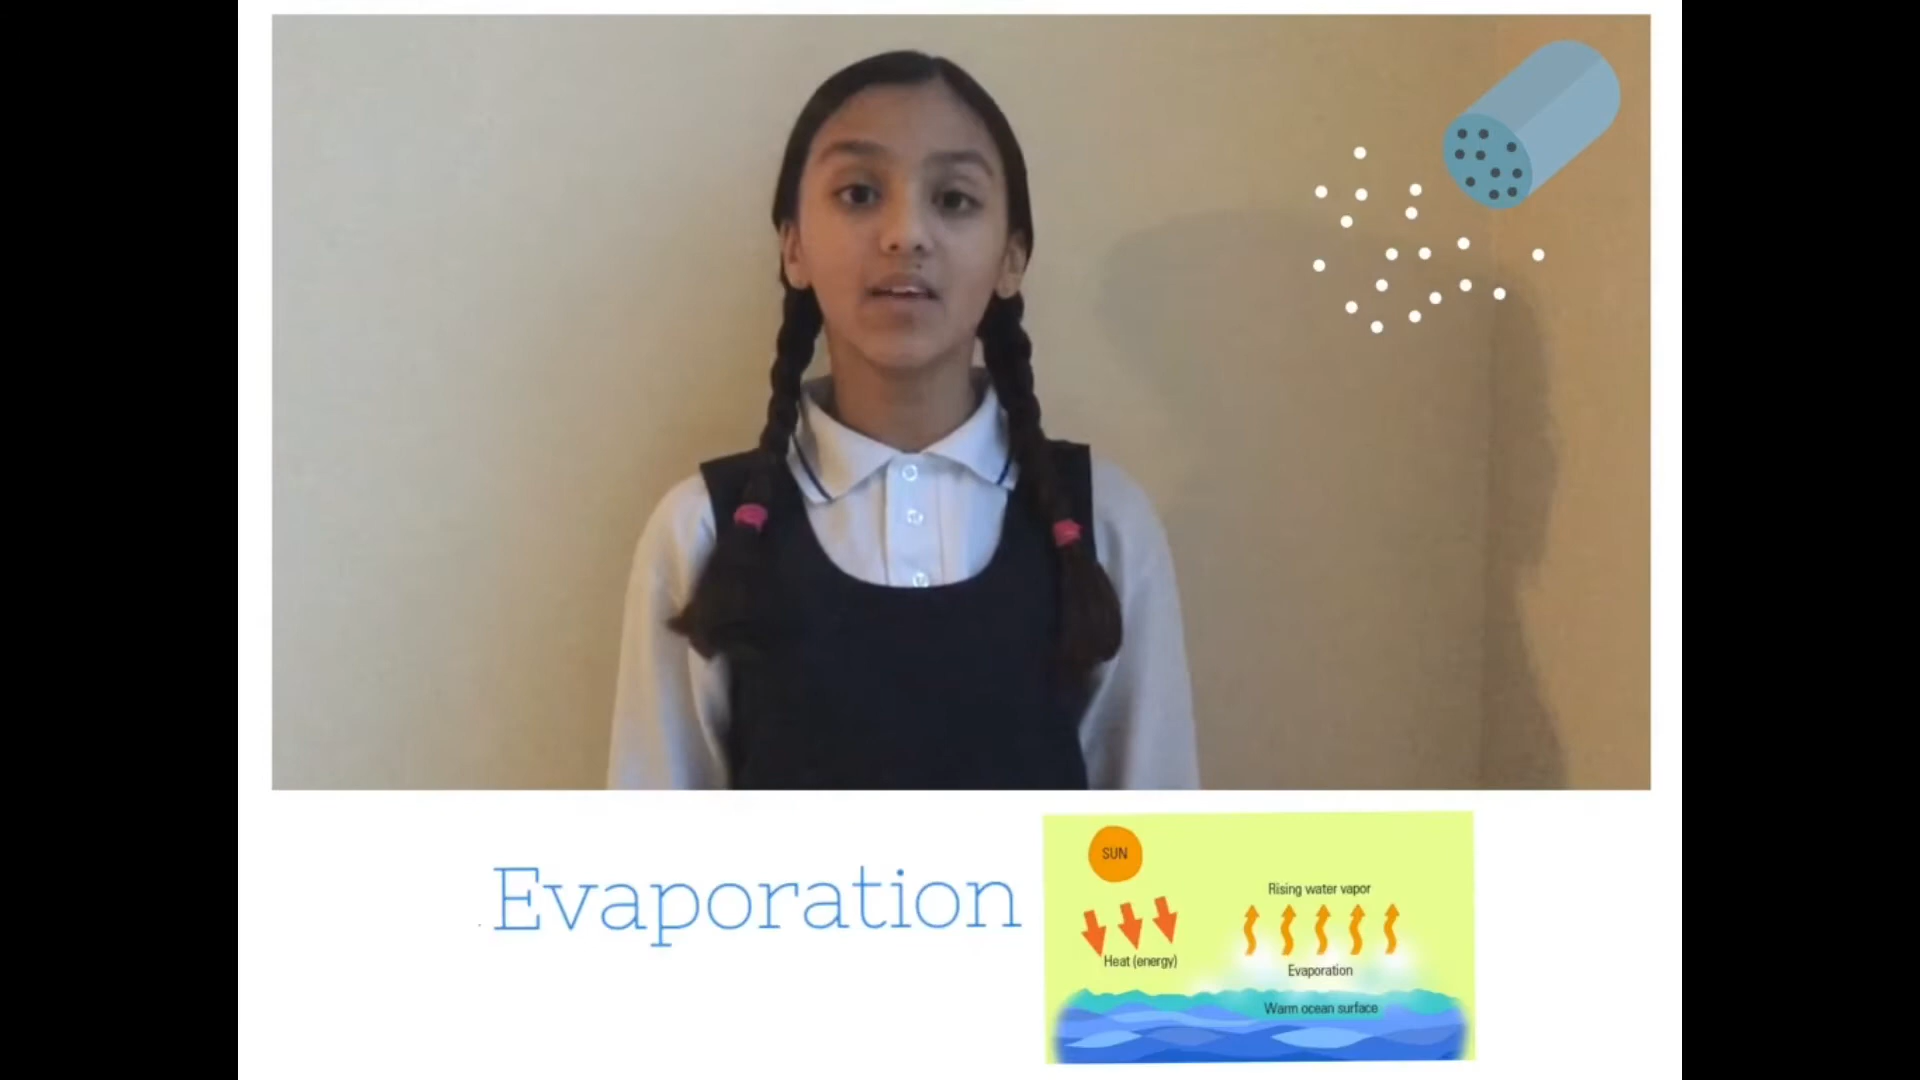 Evaporation
SUN
Rising water vapor
Heat (energy)
Evaporation
Warm ocean surface